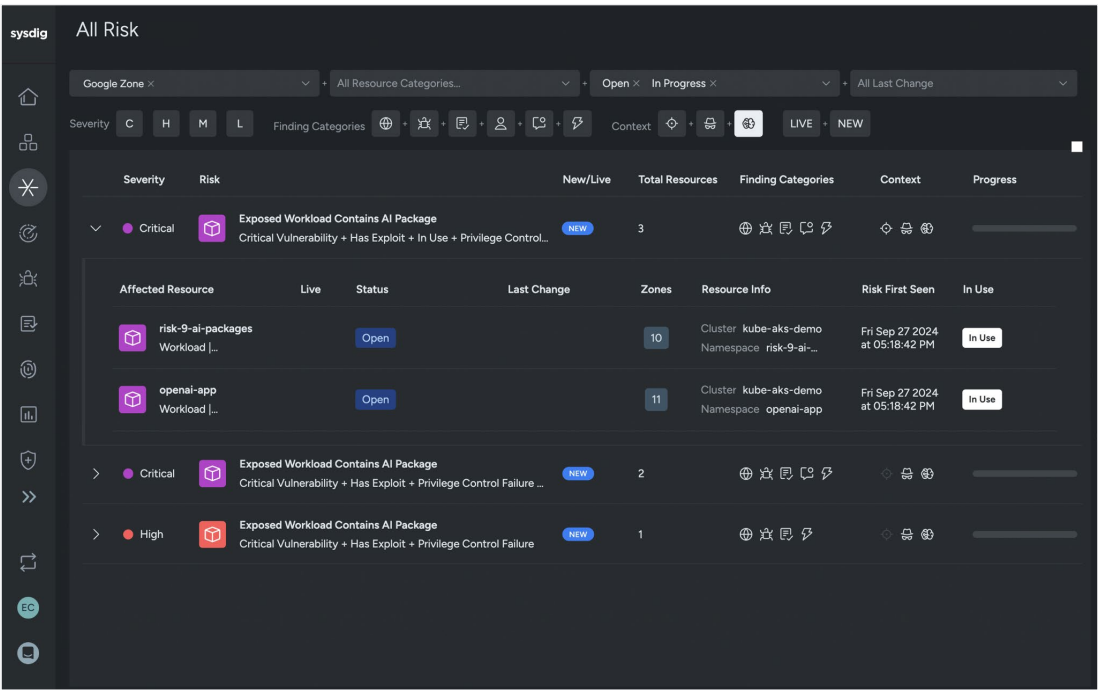 sysdig
All Risk
Google Zone ×
+
All Resource Categories...
+
Open × In Progress ×
+
All Last Change
Severity C H M L Finding Categories + + + + + Context + + LIVE + NEW
Severity Risk New/Live Total Resources Finding Categories Context Progress
Critical
Exposed Workload Contains AI Package
Critical Vulnerability + Has Exploit + In Use + Privilege Control...
NEW
3
Affected Resource Live Status Last Change Zones Resource Info Risk First Seen In Use
risk-9-ai-packages
Workload |...
Open
10
Cluster kube-aks-demo
Namespace risk-9-ai-...
Fri Sep 27 2024
at 05:18:42 PM
In Use
openai-app
Workload |...
Open
11
Cluster kube-aks-demo
Namespace openai-app
Fri Sep 27 2024
at 05:18:42 PM
In Use
Critical
Exposed Workload Contains AI Package
Critical Vulnerability + Has Exploit + Privilege Control Failure ...
NEW
2
High
Exposed Workload Contains AI Package
Critical Vulnerability + Has Exploit + Privilege Control Failure
NEW
1
EC